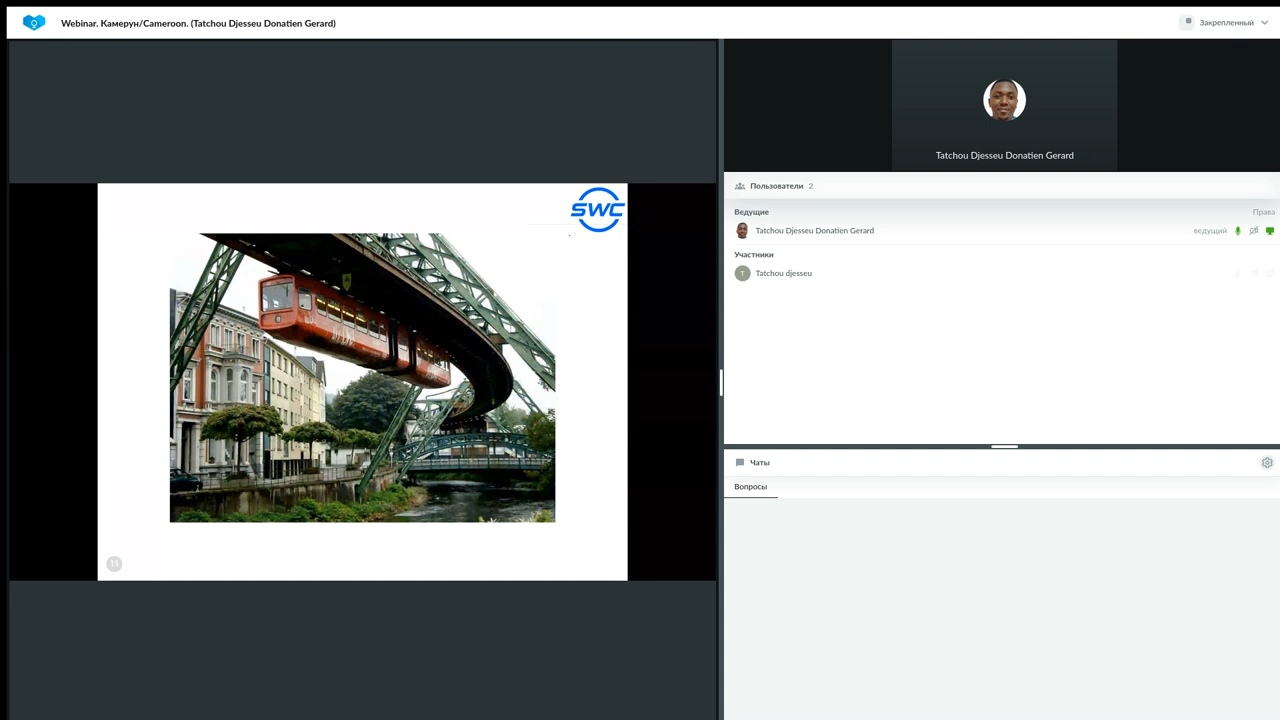 Webinar. Камерун/Cameroon. (Tatchou Djesseu Donatien Gerard)
Закрепленный
SWC
15
Tatchou Djesseu Donatien Gerard
Пользователи 2
Ведущие Права
Tatchou Djesseu Donatien Gerard ведущий
Участники
T Tatchou djesseu
Чаты
Вопросы